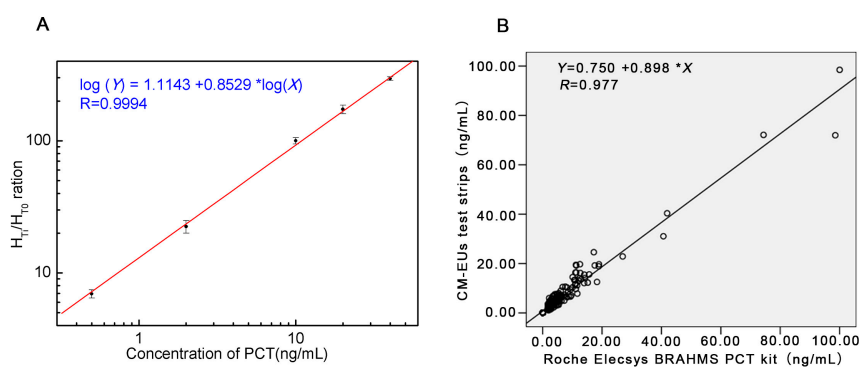 A
log (Y) = 1.1143 +0.8529 *log(X)
R=0.9994
100
10
H_Ti/H_T0 ration
1
10
Concentration of PCT(ng/mL)
B
Y=0.750 +0.898 *X
R=0.977
100.00
80.00
60.00
40.00
20.00
0.00
CM-EUs test strips (ng/mL)
0.00 20.00 40.00 60.00 80.00 100.00
Roche Elecsys BRAHMS PCT kit (ng/mL)